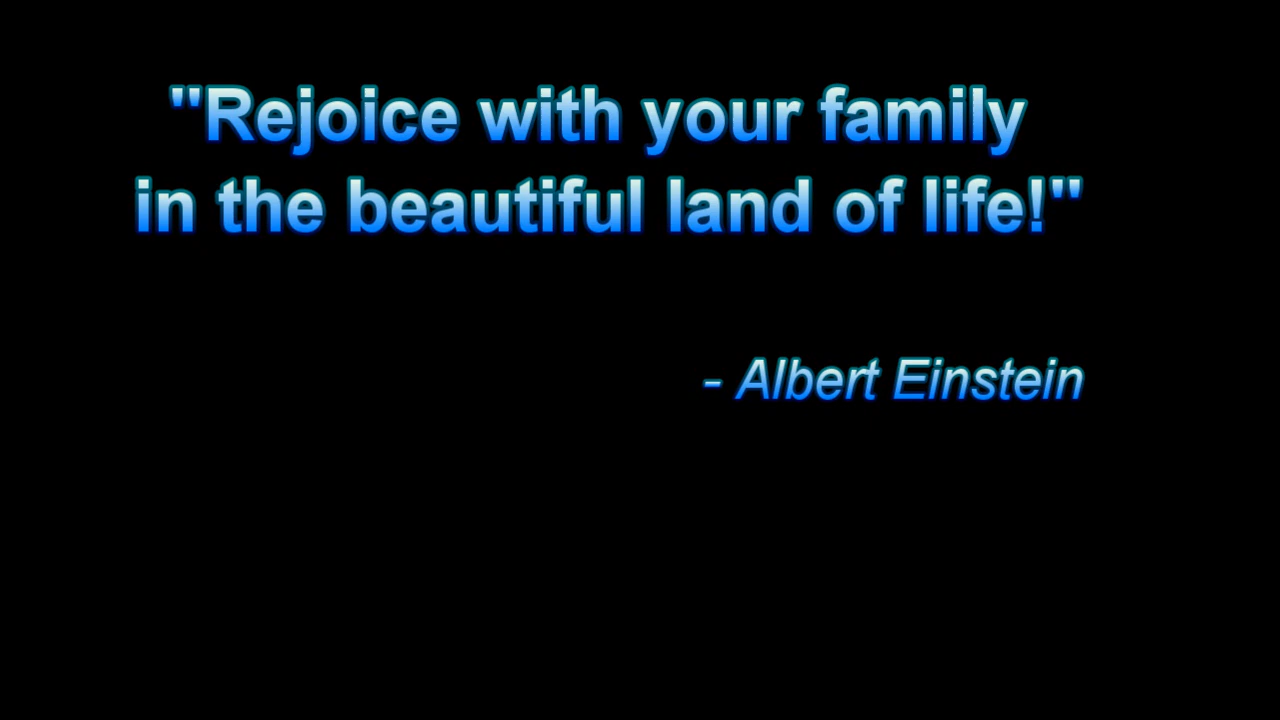 "Rejoice with your family
in the beautiful land of life!"
- Albert Einstein